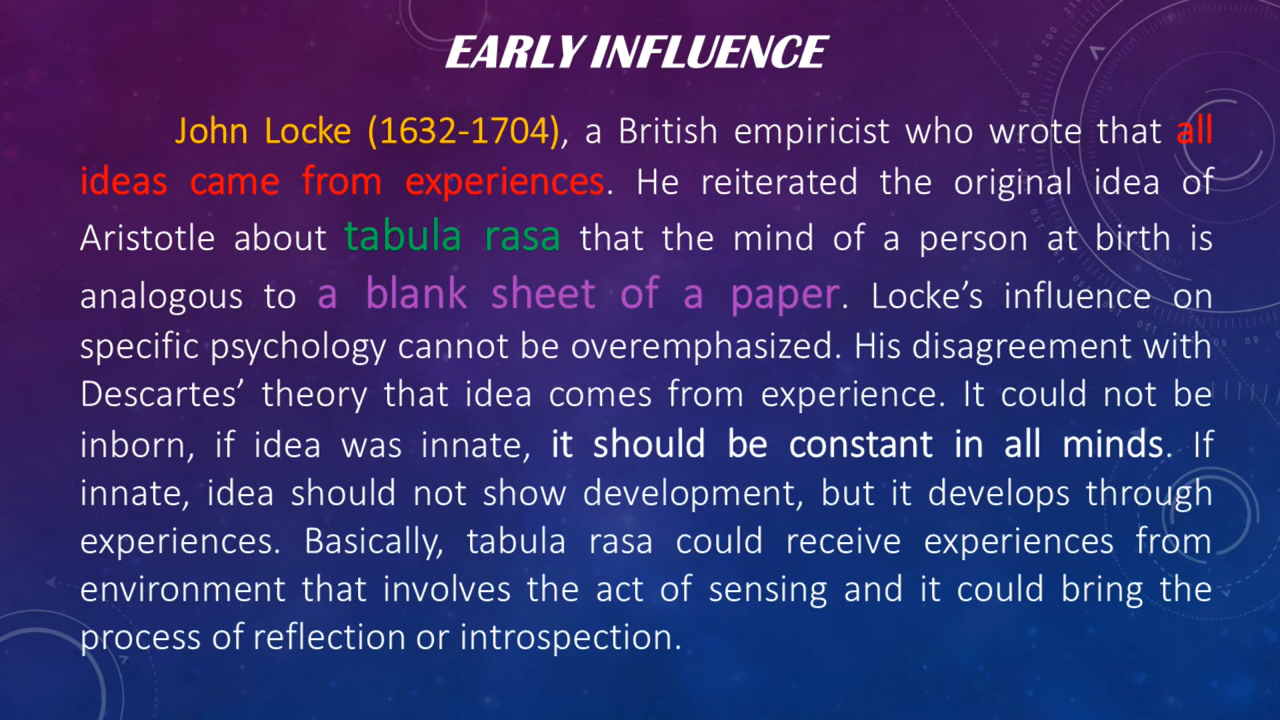 EARLY INFLUENCE
John Locke (1632-1704), a British empiricist who wrote that all
ideas came from experiences. He reiterated the original idea of
Aristotle about tabula rasa that the mind of a person at birth is
analogous to a blank sheet of a paper. Locke’s influence on
specific psychology cannot be overemphasized. His disagreement with
Descartes’ theory that idea comes from experience. It could not be
inborn, if idea was innate, it should be constant in all minds. If
innate, idea should not show development, but it develops through
experiences. Basically, tabula rasa could receive experiences from
environment that involves the act of sensing and it could bring the
process of reflection or introspection.